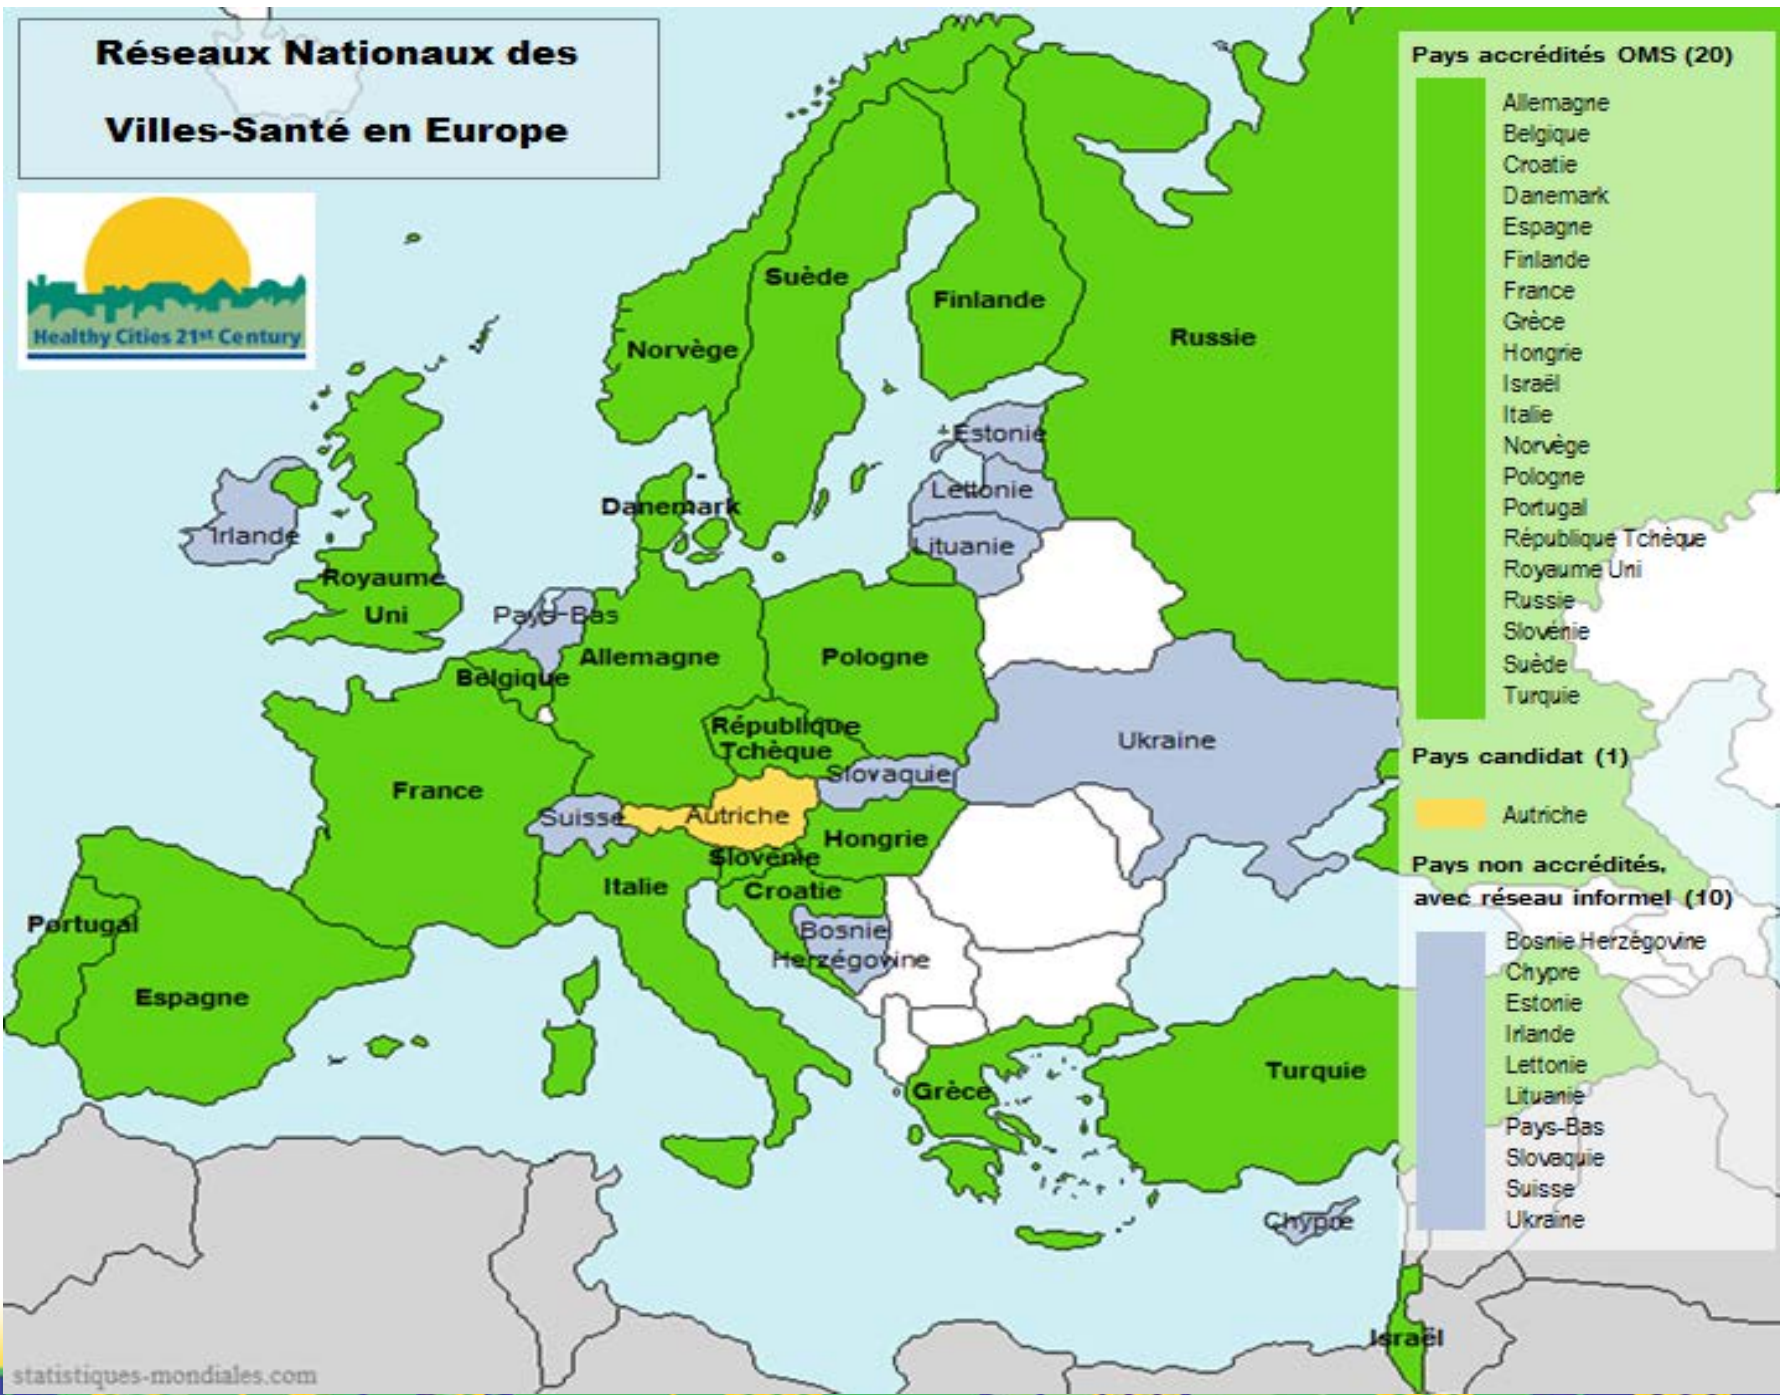 Réseaux Nationaux des
Villes-Santé en Europe
Healthy Cities 21st Century
Suède
Finlande
Norvège
Russie
Estonie
Lettonie
Lituanie
Danemark
Irlande
Royaume
Uni
Pays-Bas
Allemagne
Pologne
Belgique
République
Tchèque
Ukraine
Slovaquie
France
Suisse
Autriche
Hongrie
Slovénie
Italie
Croatie
Portugal
Bosnie
Herzégovine
Espagne
Turquie
Grèce
Chypre
Israël
Pays accrédités OMS (20)
Allemagne
Belgique
Croatie
Danemark
Espagne
Finlande
France
Grèce
Hongrie
Israël
Italie
Norvège
Pologne
Portugal
République Tchèque
Royaume Uni
Russie
Slovénie
Suède
Turquie
Pays candidat (1)
Autriche
Pays non accrédités,
avec réseau informel (10)
Bosnie Herzégovine
Chypre
Estonie
Irlande
Lettonie
Lituanie
Pays-Bas
Slovaquie
Suisse
Ukraine
statistiques-mondiales.com